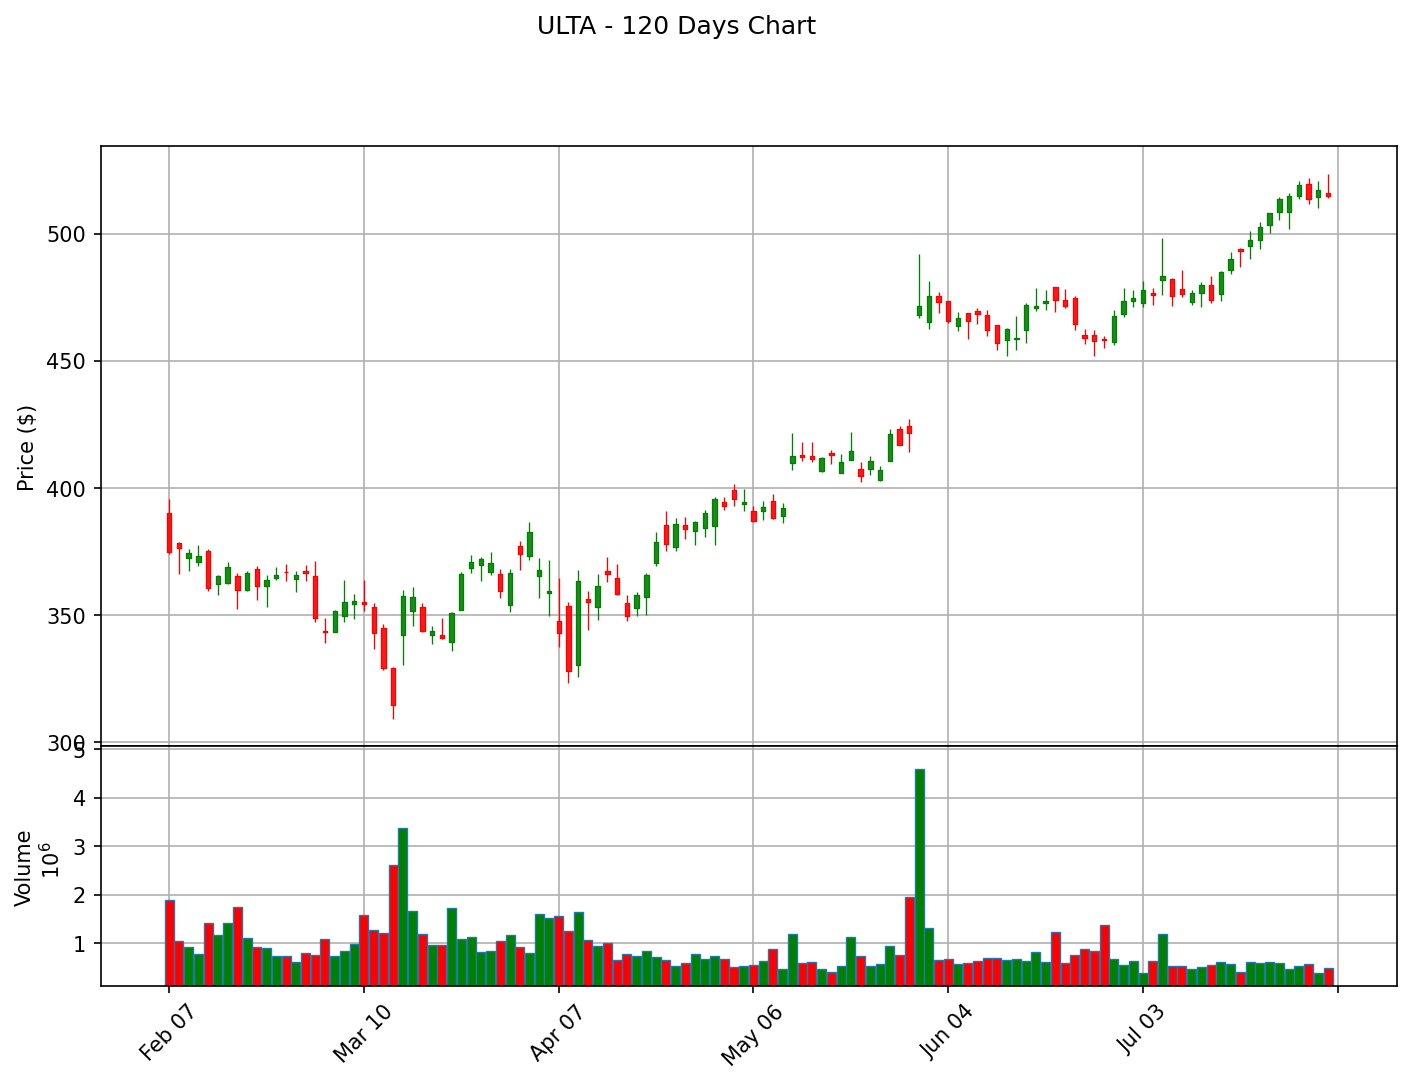 ULTA - 120 Days Chart
Price ($)
500
450
400
350
300
Volume
10^6
5
4
3
2
1
Feb 07
Mar 10
Apr 07
May 06
Jun 04
Jul 03